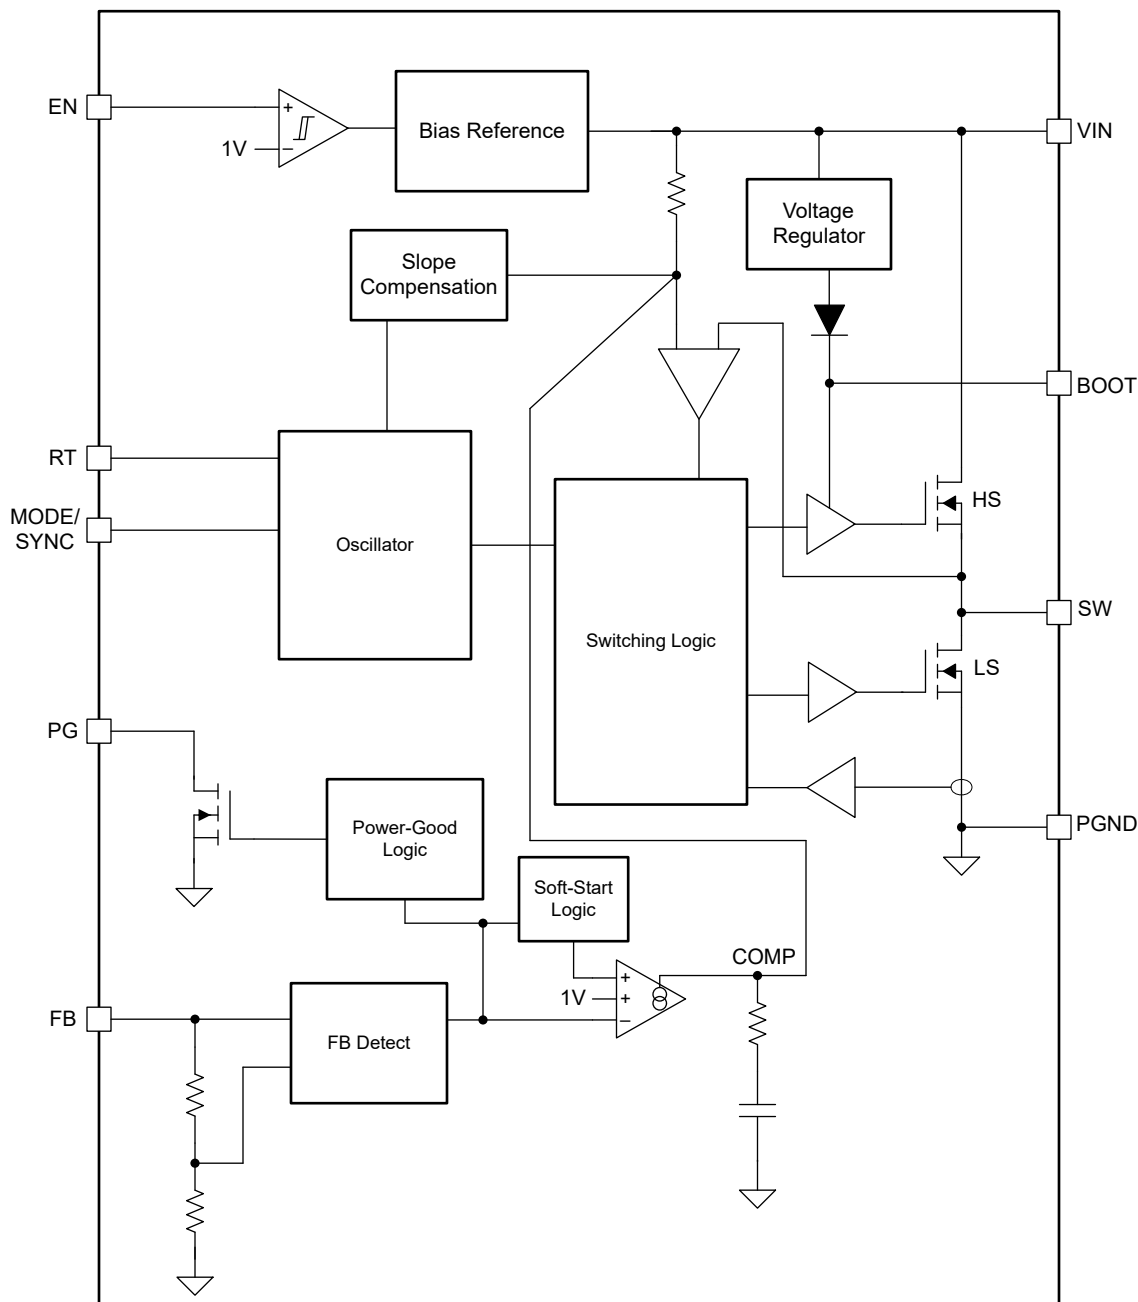 EN
+
1V
−
Bias Reference
VIN
Voltage
Regulator
Slope
Compensation
BOOT
RT
MODE/
SYNC
Oscillator
HS
SW
Switching Logic
LS
PG
Power-Good
Logic
PGND
Soft-Start
Logic
COMP
+
1V
+
−
FB
FB Detect